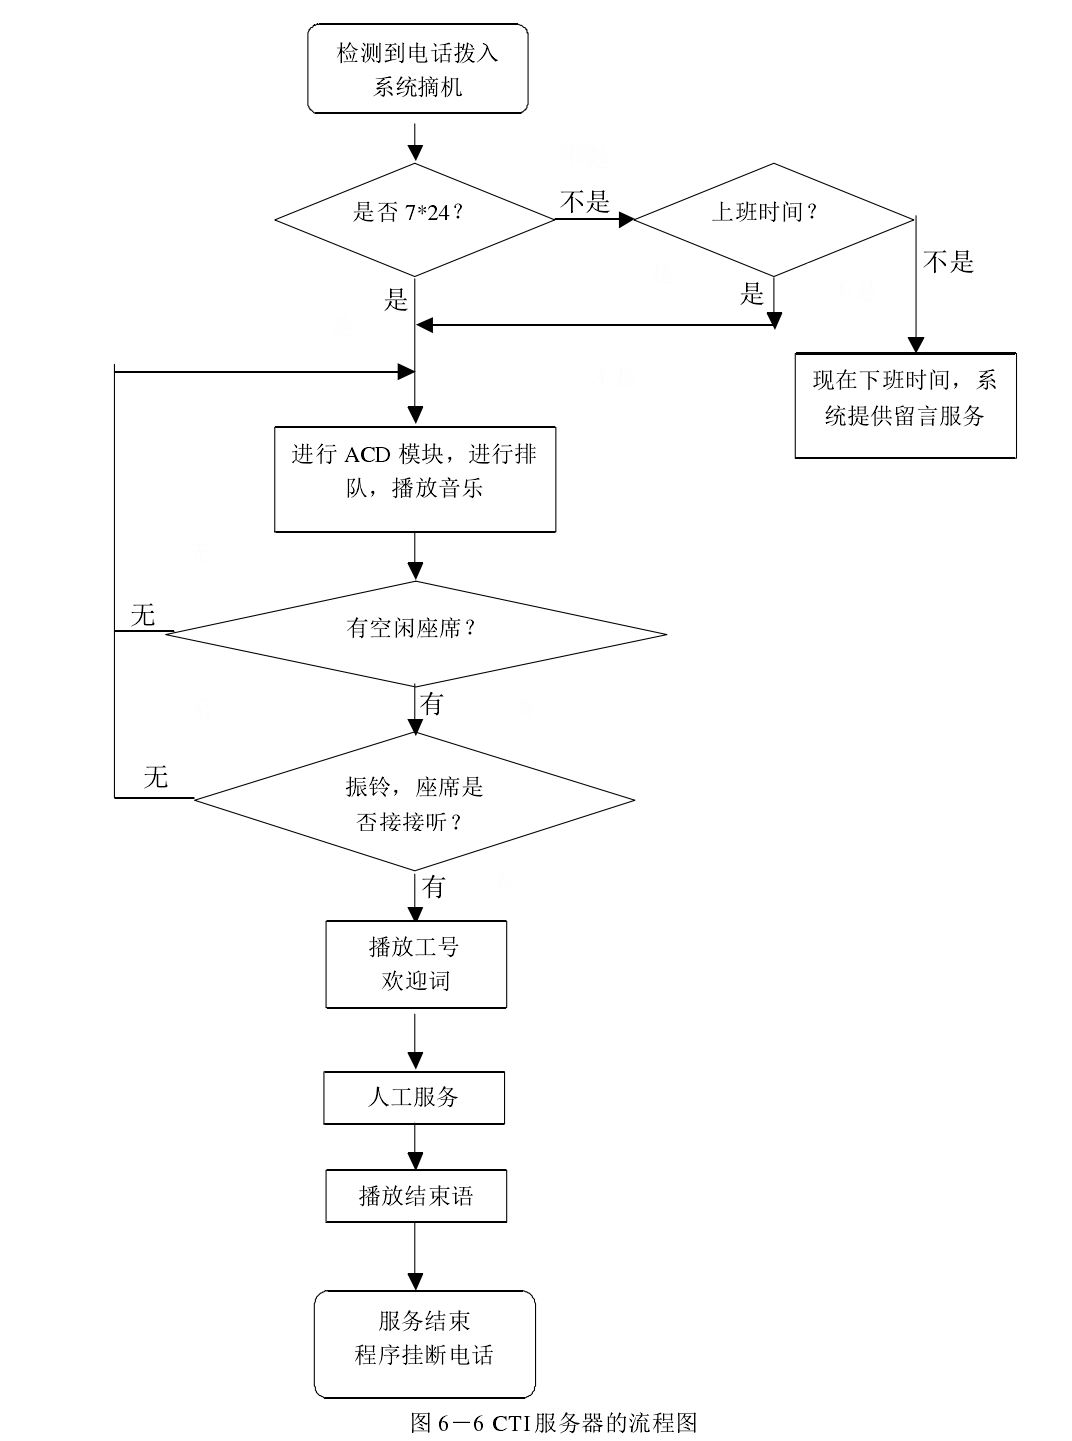 检测到电话拨入
系统摘机
是否 7*24？
不是
上班时间？
是
是
不是
现在下班时间，系
统提供留言服务
进行 ACD 模块，进行排
队，播放音乐
无
有空闲座席？
有
无
振铃，座席是
否接接听？
有
播放工号
欢迎词
人工服务
播放结束语
服务结束
程序挂断电话
图 6－6 CTI 服务器的流程图